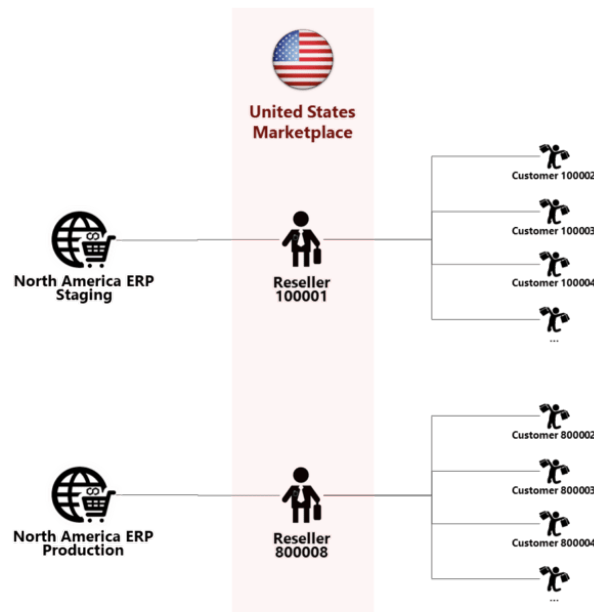 United States
Marketplace
Customer 100002
Customer 100003
North America ERP
Staging
Reseller
100001
Customer 100004
...
Customer 800002
Customer 800003
North America ERP
Production
Reseller
800008
Customer 800004
...